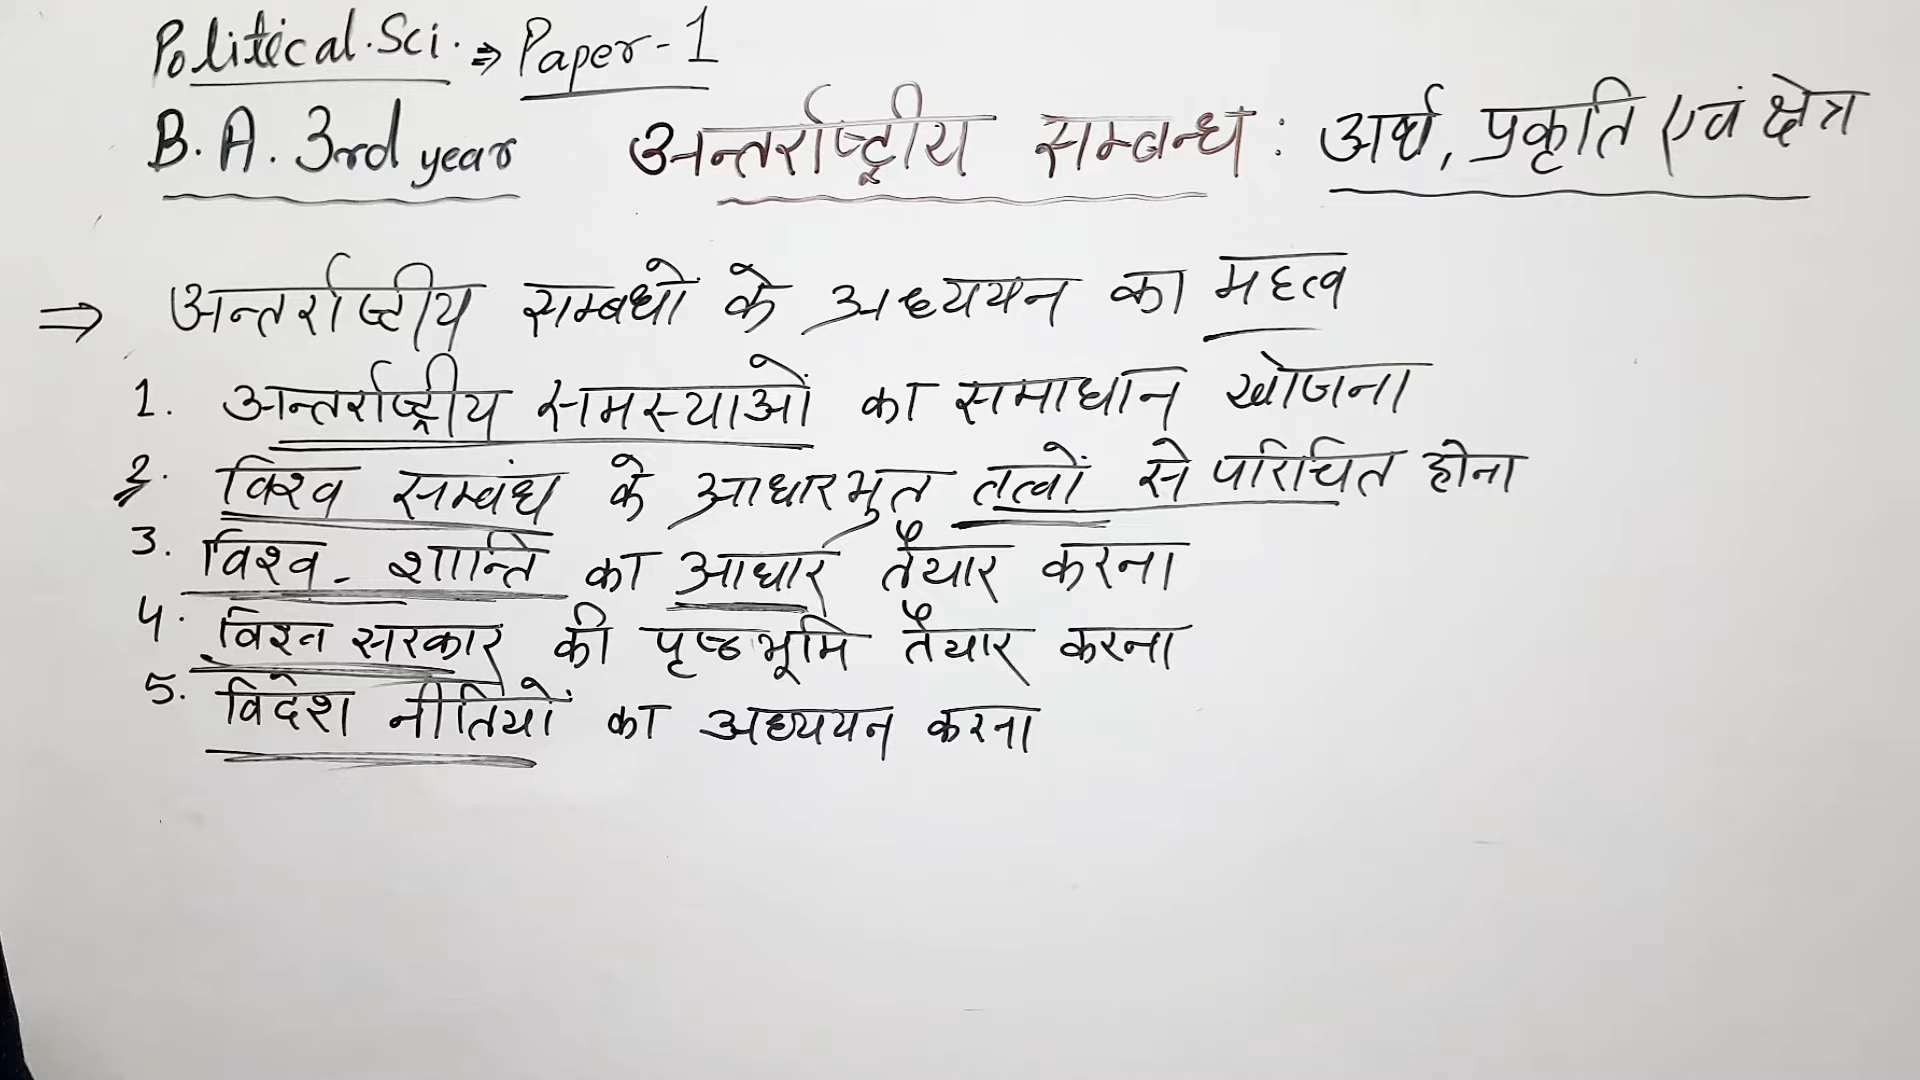 Political.Sci. ⇒ Paper-1
B.A. 3rd year अन्तर्राष्ट्रीय सम्बन्ध : अर्थ, प्रकृति एवं क्षेत्र
⇒ अन्तर्राष्टीय सम्बधों के अध्ययन का महत्व
1. अन्तर्राष्ट्रीय समस्याओं का समाधान खोजना
2. विश्व सम्बंध के आधारभुत तत्वों से परिचित होना
3. विश्व - शान्ति का आधार तैयार करना
4. विश्व सरकार की पृष्ठभूमि तैयार करना
5. विदेश नीतियों का अध्ययन करना